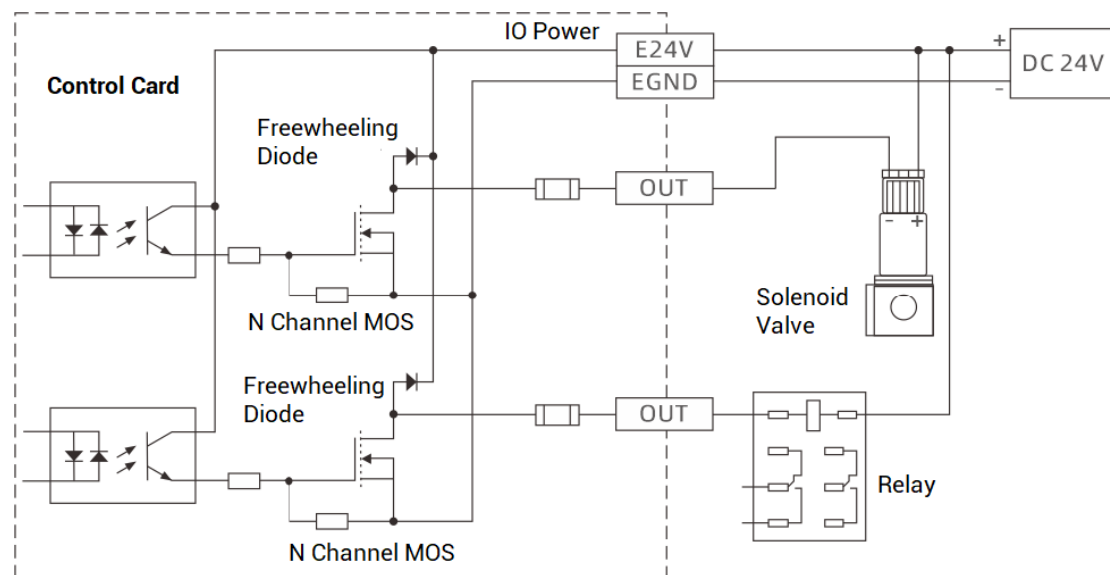 IO Power
E24V
+
DC 24V
EGND
-
Control Card
Freewheeling
Diode
OUT
- +
Solenoid
Valve
N Channel MOS
Freewheeling
Diode
OUT
Relay
N Channel MOS